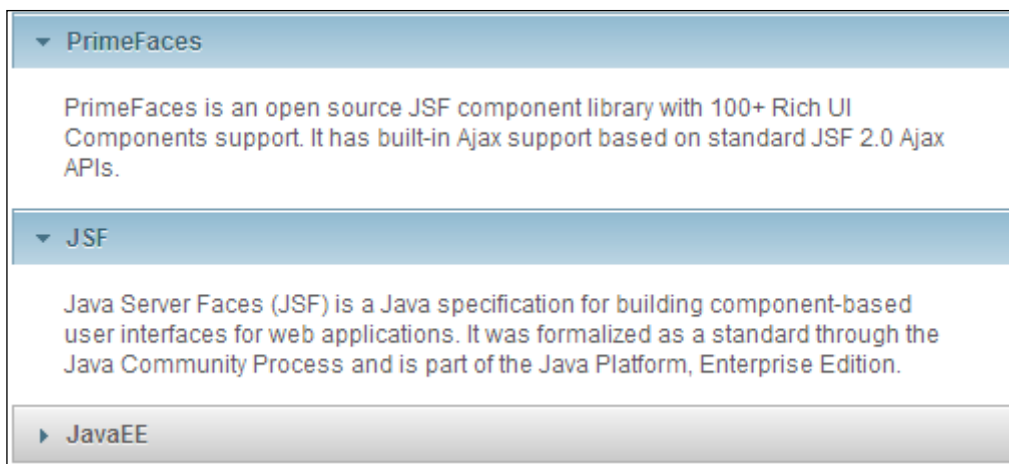 PrimeFaces
PrimeFaces is an open source JSF component library with 100+ Rich UI
Components support. It has built-in Ajax support based on standard JSF 2.0 Ajax
APIs.
JSF
Java Server Faces (JSF) is a Java specification for building component-based
user interfaces for web applications. It was formalized as a standard through the
Java Community Process and is part of the Java Platform, Enterprise Edition.
JavaEE